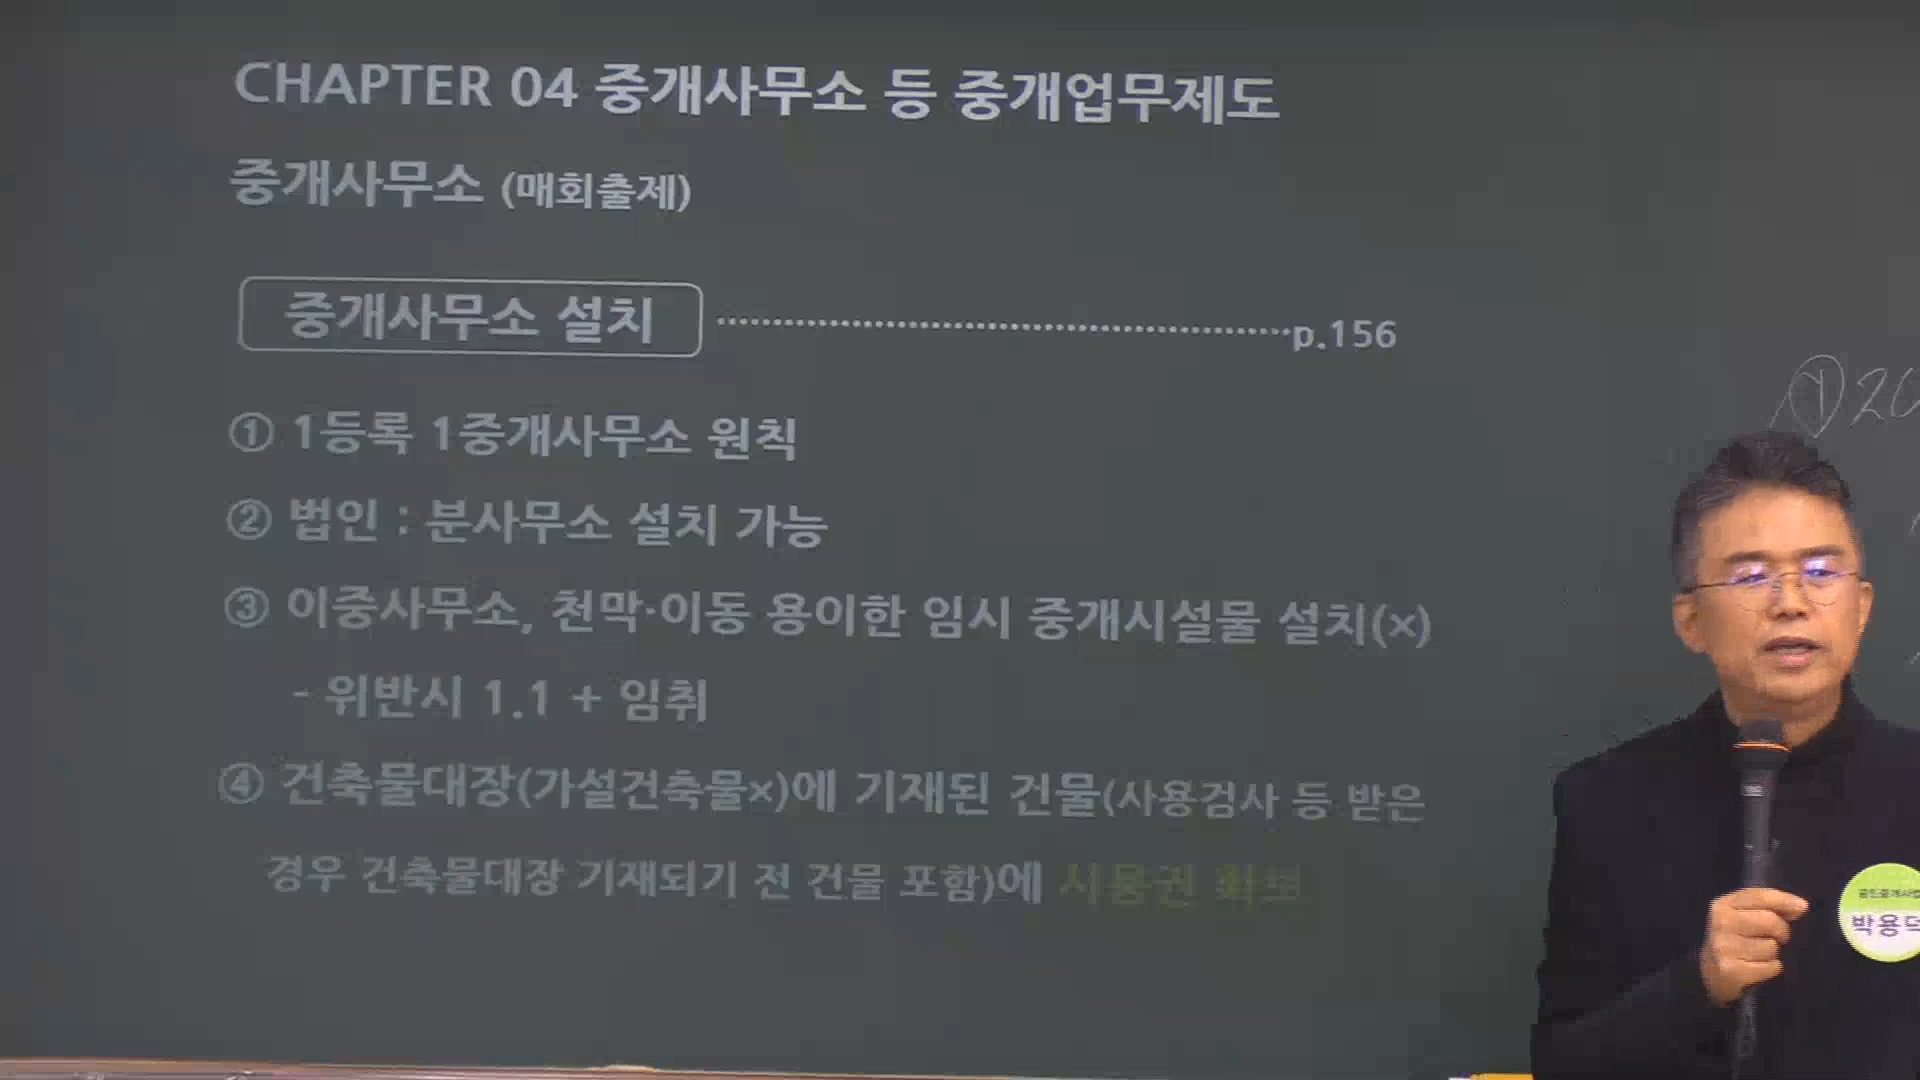 CHAPTER 04 중개사무소 등 중개업무제도
중개사무소 (매회출제)
중개사무소 설치 p.156
① 1등록 1중개사무소 원칙
② 법인 : 분사무소 설치 가능
③ 이중사무소, 천막·이동 용이한 임시 중개시설물 설치(×)
- 위반시 1.1 + 임취
④ 건축물대장(가설건축물×)에 기재된 건물(사용검사 등 받은
경우 건축물대장 기재되기 전 건물 포함)에 사용권 확보
① 20
박용